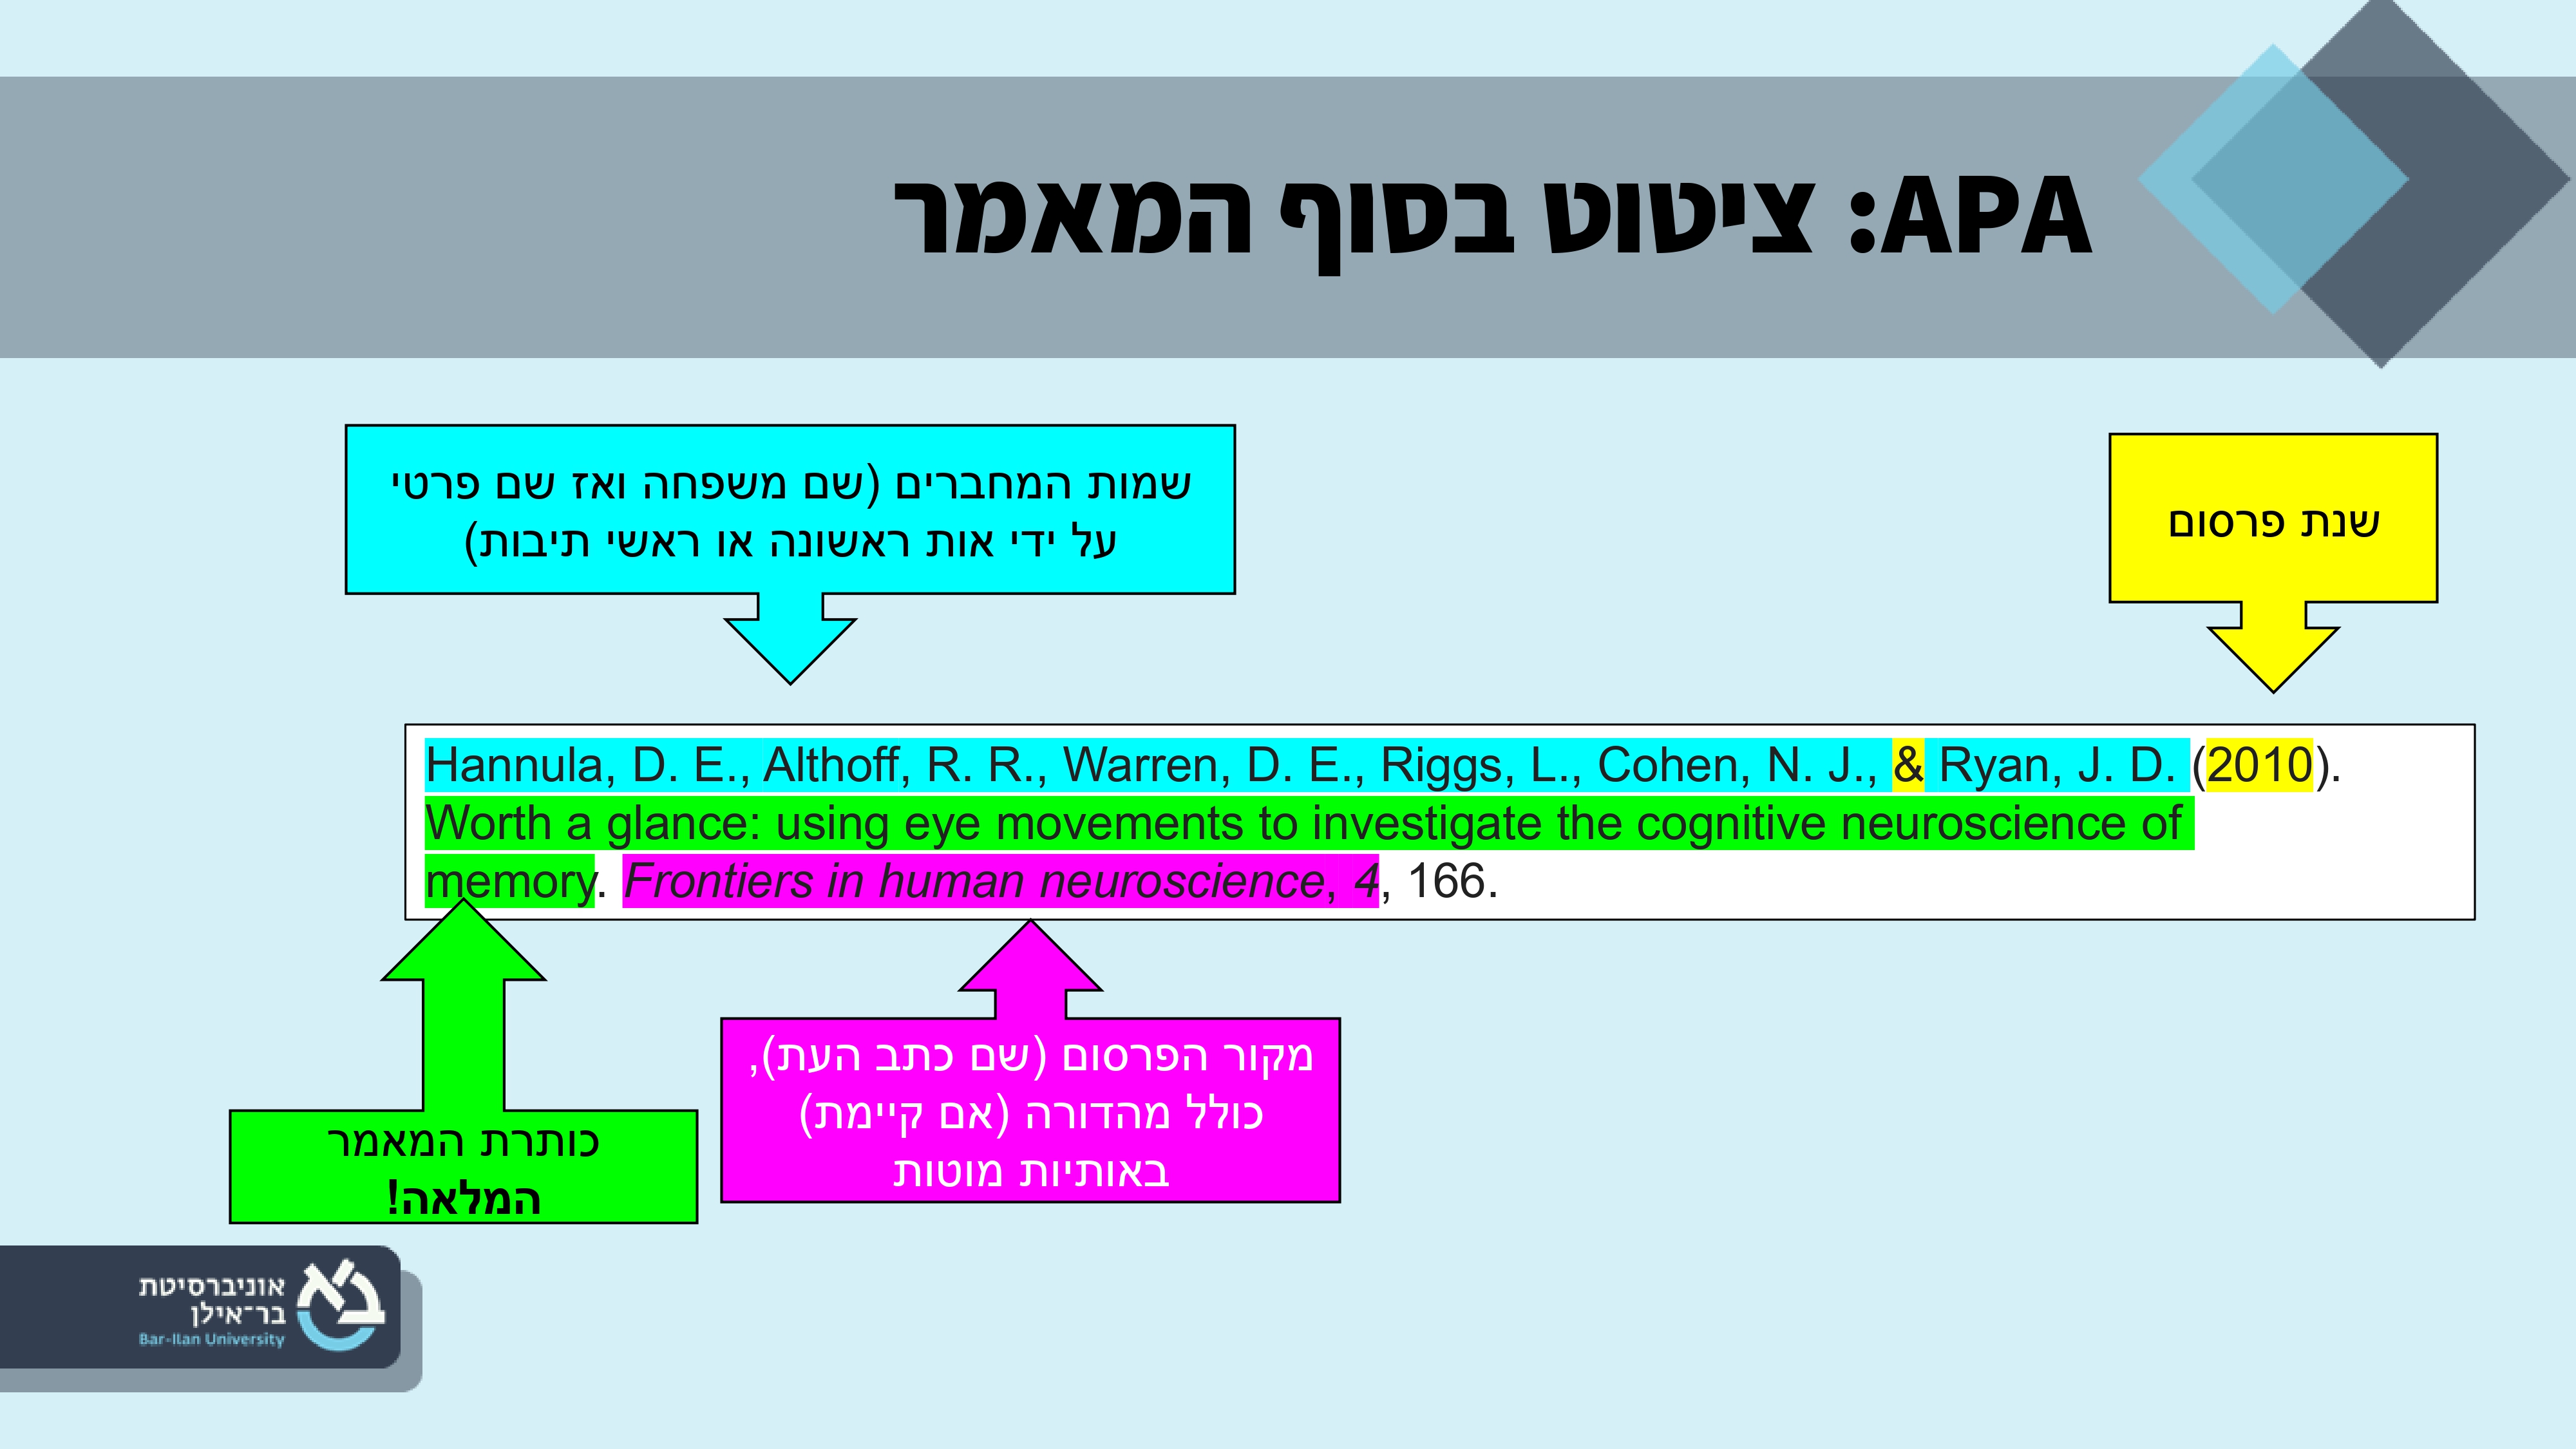 APA: ציטוט בסוף המאמר
שמות המחברים (שם משפחה ואז שם פרטי
על ידי אות ראשונה או ראשי תיבות)
שנת פרסום
Hannula, D. E., Althoff, R. R., Warren, D. E., Riggs, L., Cohen, N. J., & Ryan, J. D. (2010).
Worth a glance: using eye movements to investigate the cognitive neuroscience of
memory. Frontiers in human neuroscience, 4, 166.
מקור הפרסום (שם כתב העת),
כולל מהדורה (אם קיימת)
באותיות מוטות
כותרת המאמר
המלאה!
אוניברסיטת
בר־אילן
Bar-Ilan University